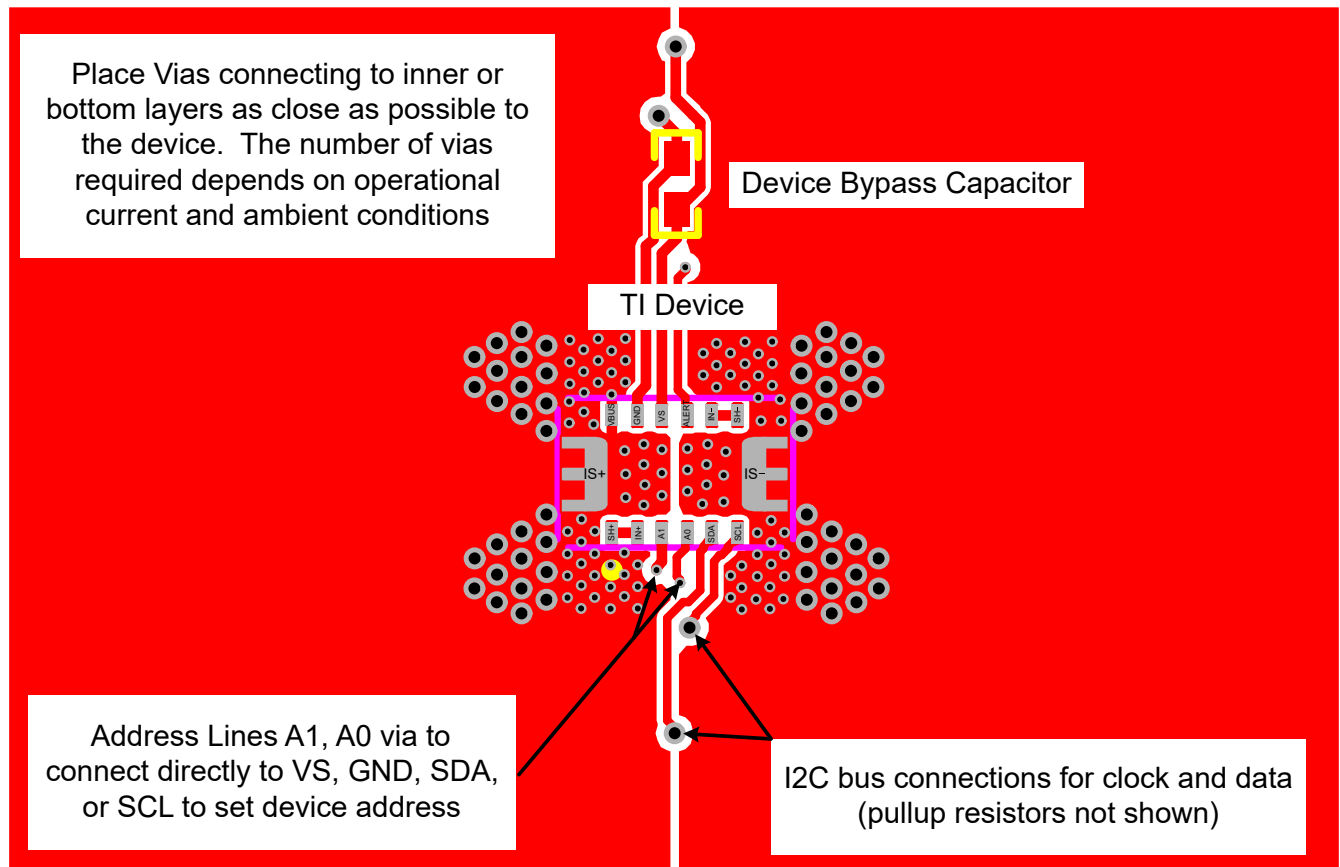 Place Vias connecting to inner or
bottom layers as close as possible to
the device.  The number of vias
required depends on operational
current and ambient conditions
Device Bypass Capacitor
TI Device
VBUS
GND
VS
ALERT
IN−
SH−
IS+
IS−
SH+
IN+
A1
A0
SDA
SCL
Address Lines A1, A0 via to
connect directly to VS, GND, SDA,
or SCL to set device address
I2C bus connections for clock and data
(pullup resistors not shown)